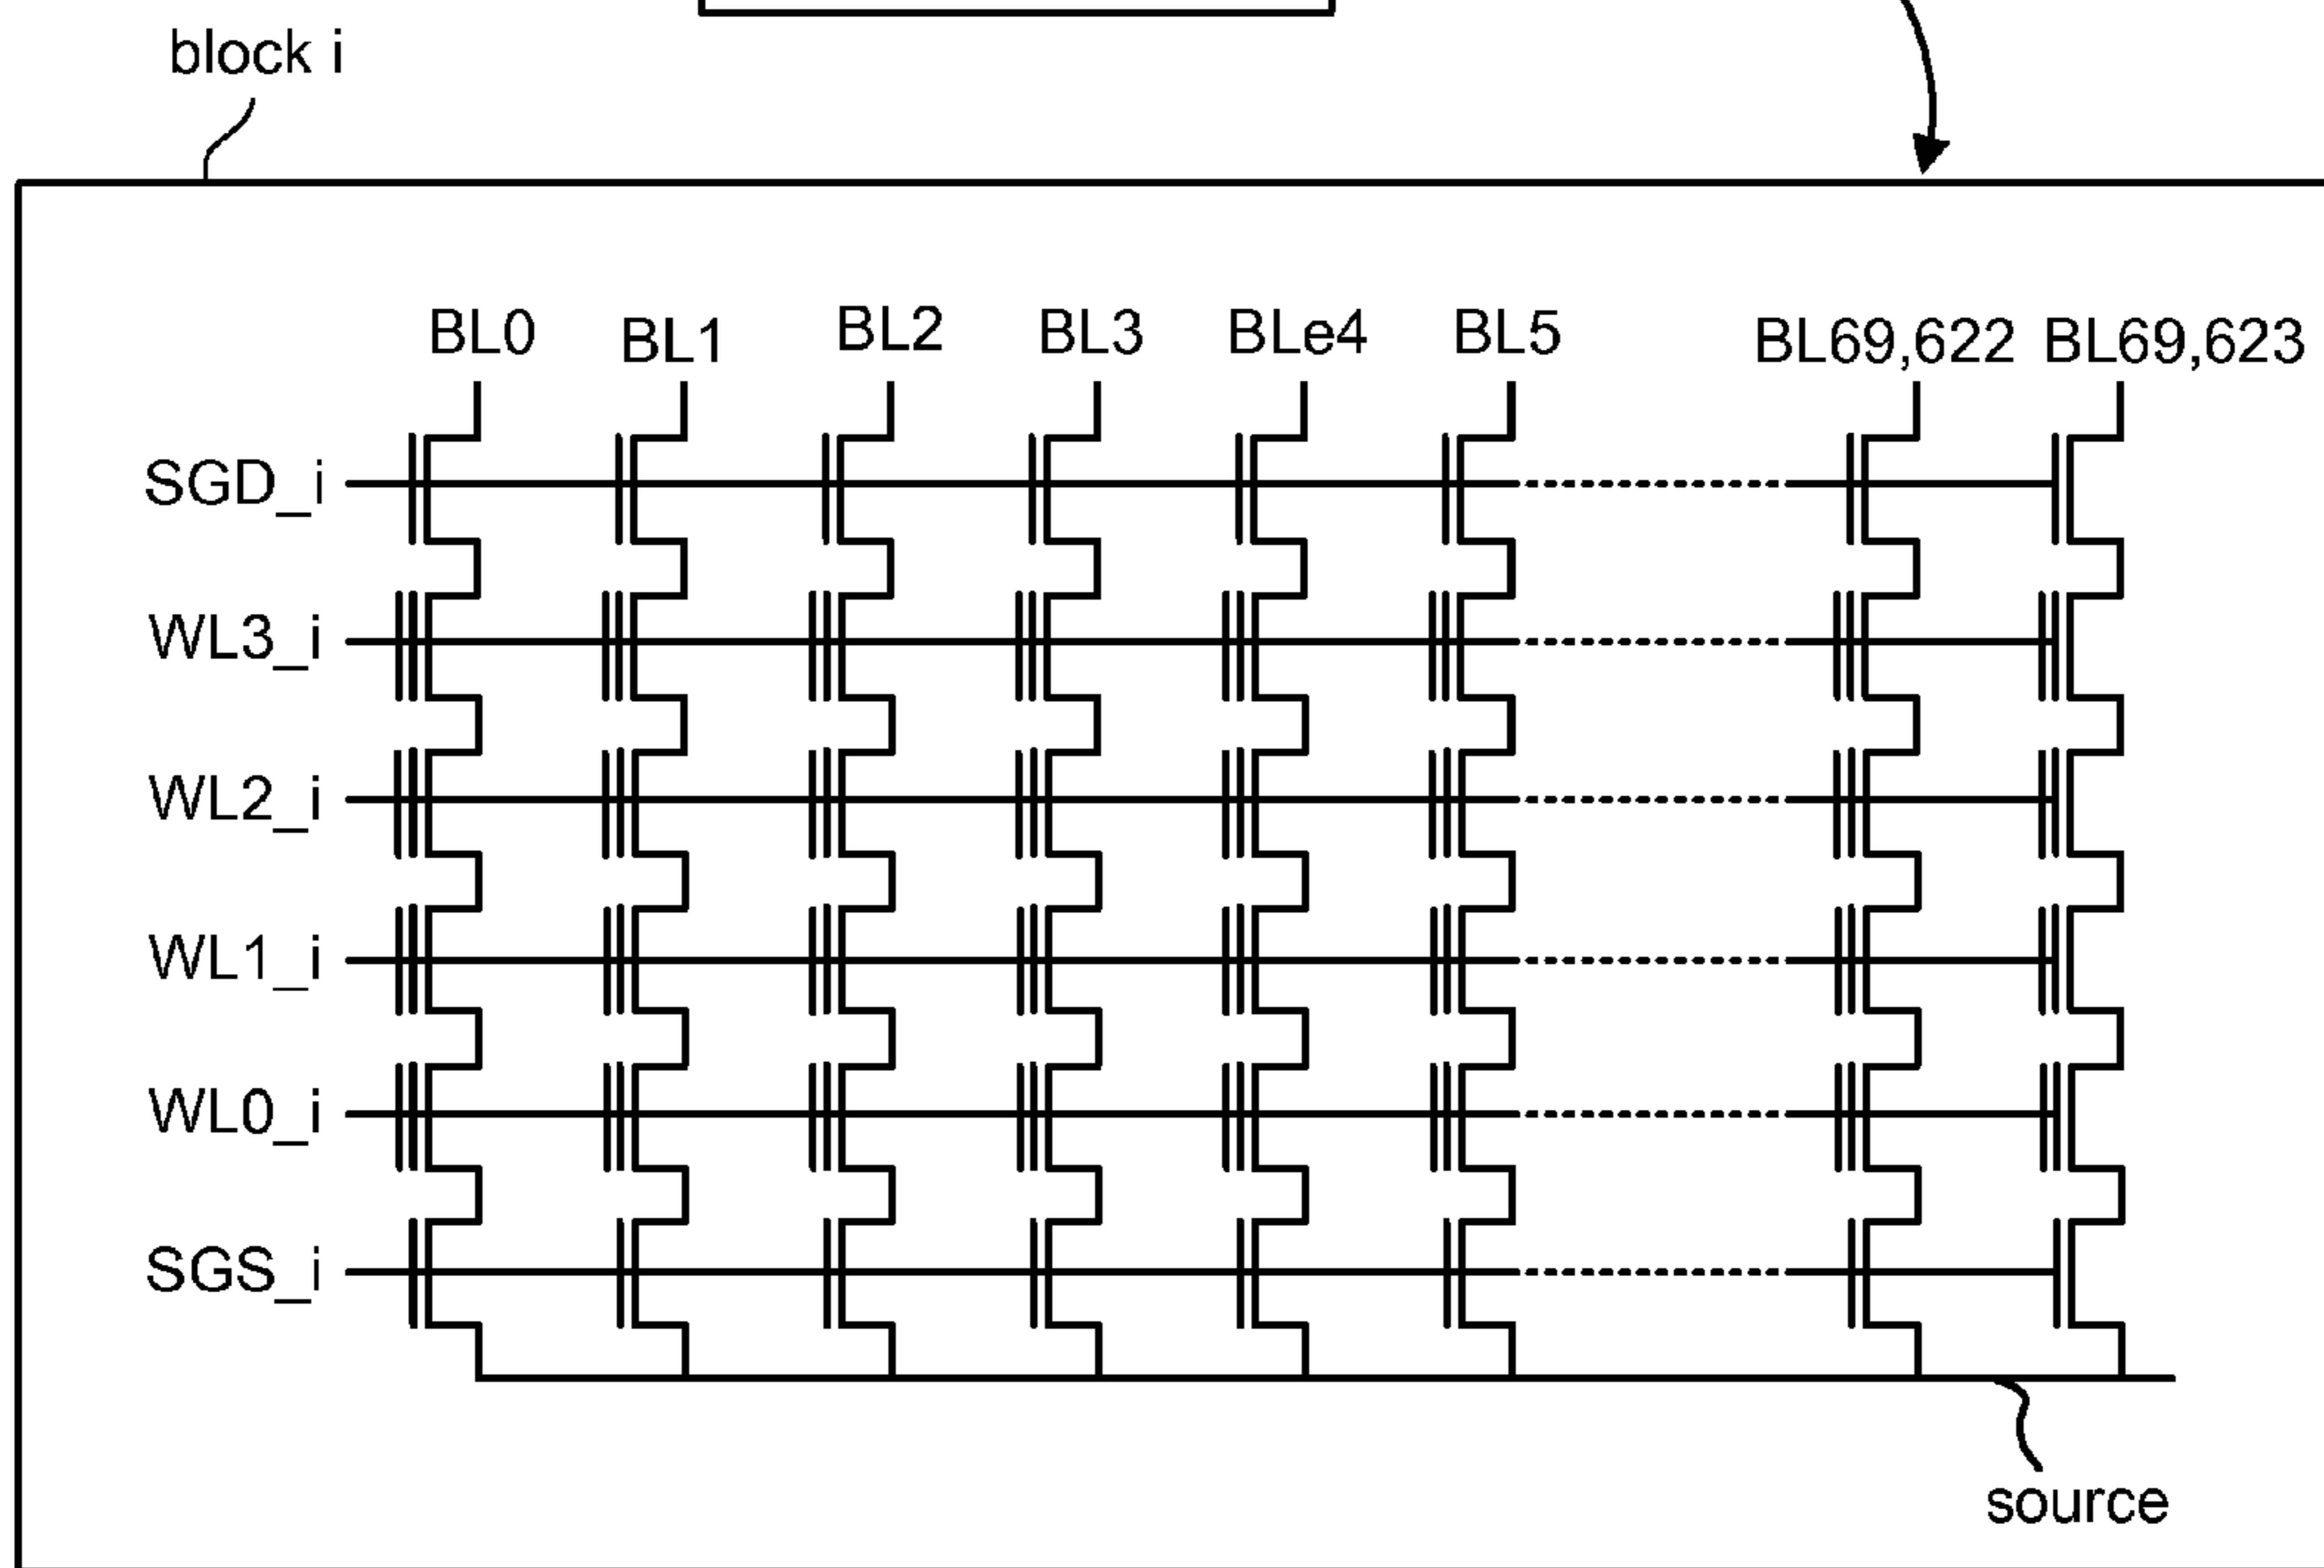 block i
BL0 BL1 BL2 BL3 BLe4 BL5 BL69,622 BL69,623
SGD_i
WL3_i
WL2_i
WL1_i
WL0_i
SGS_i
source